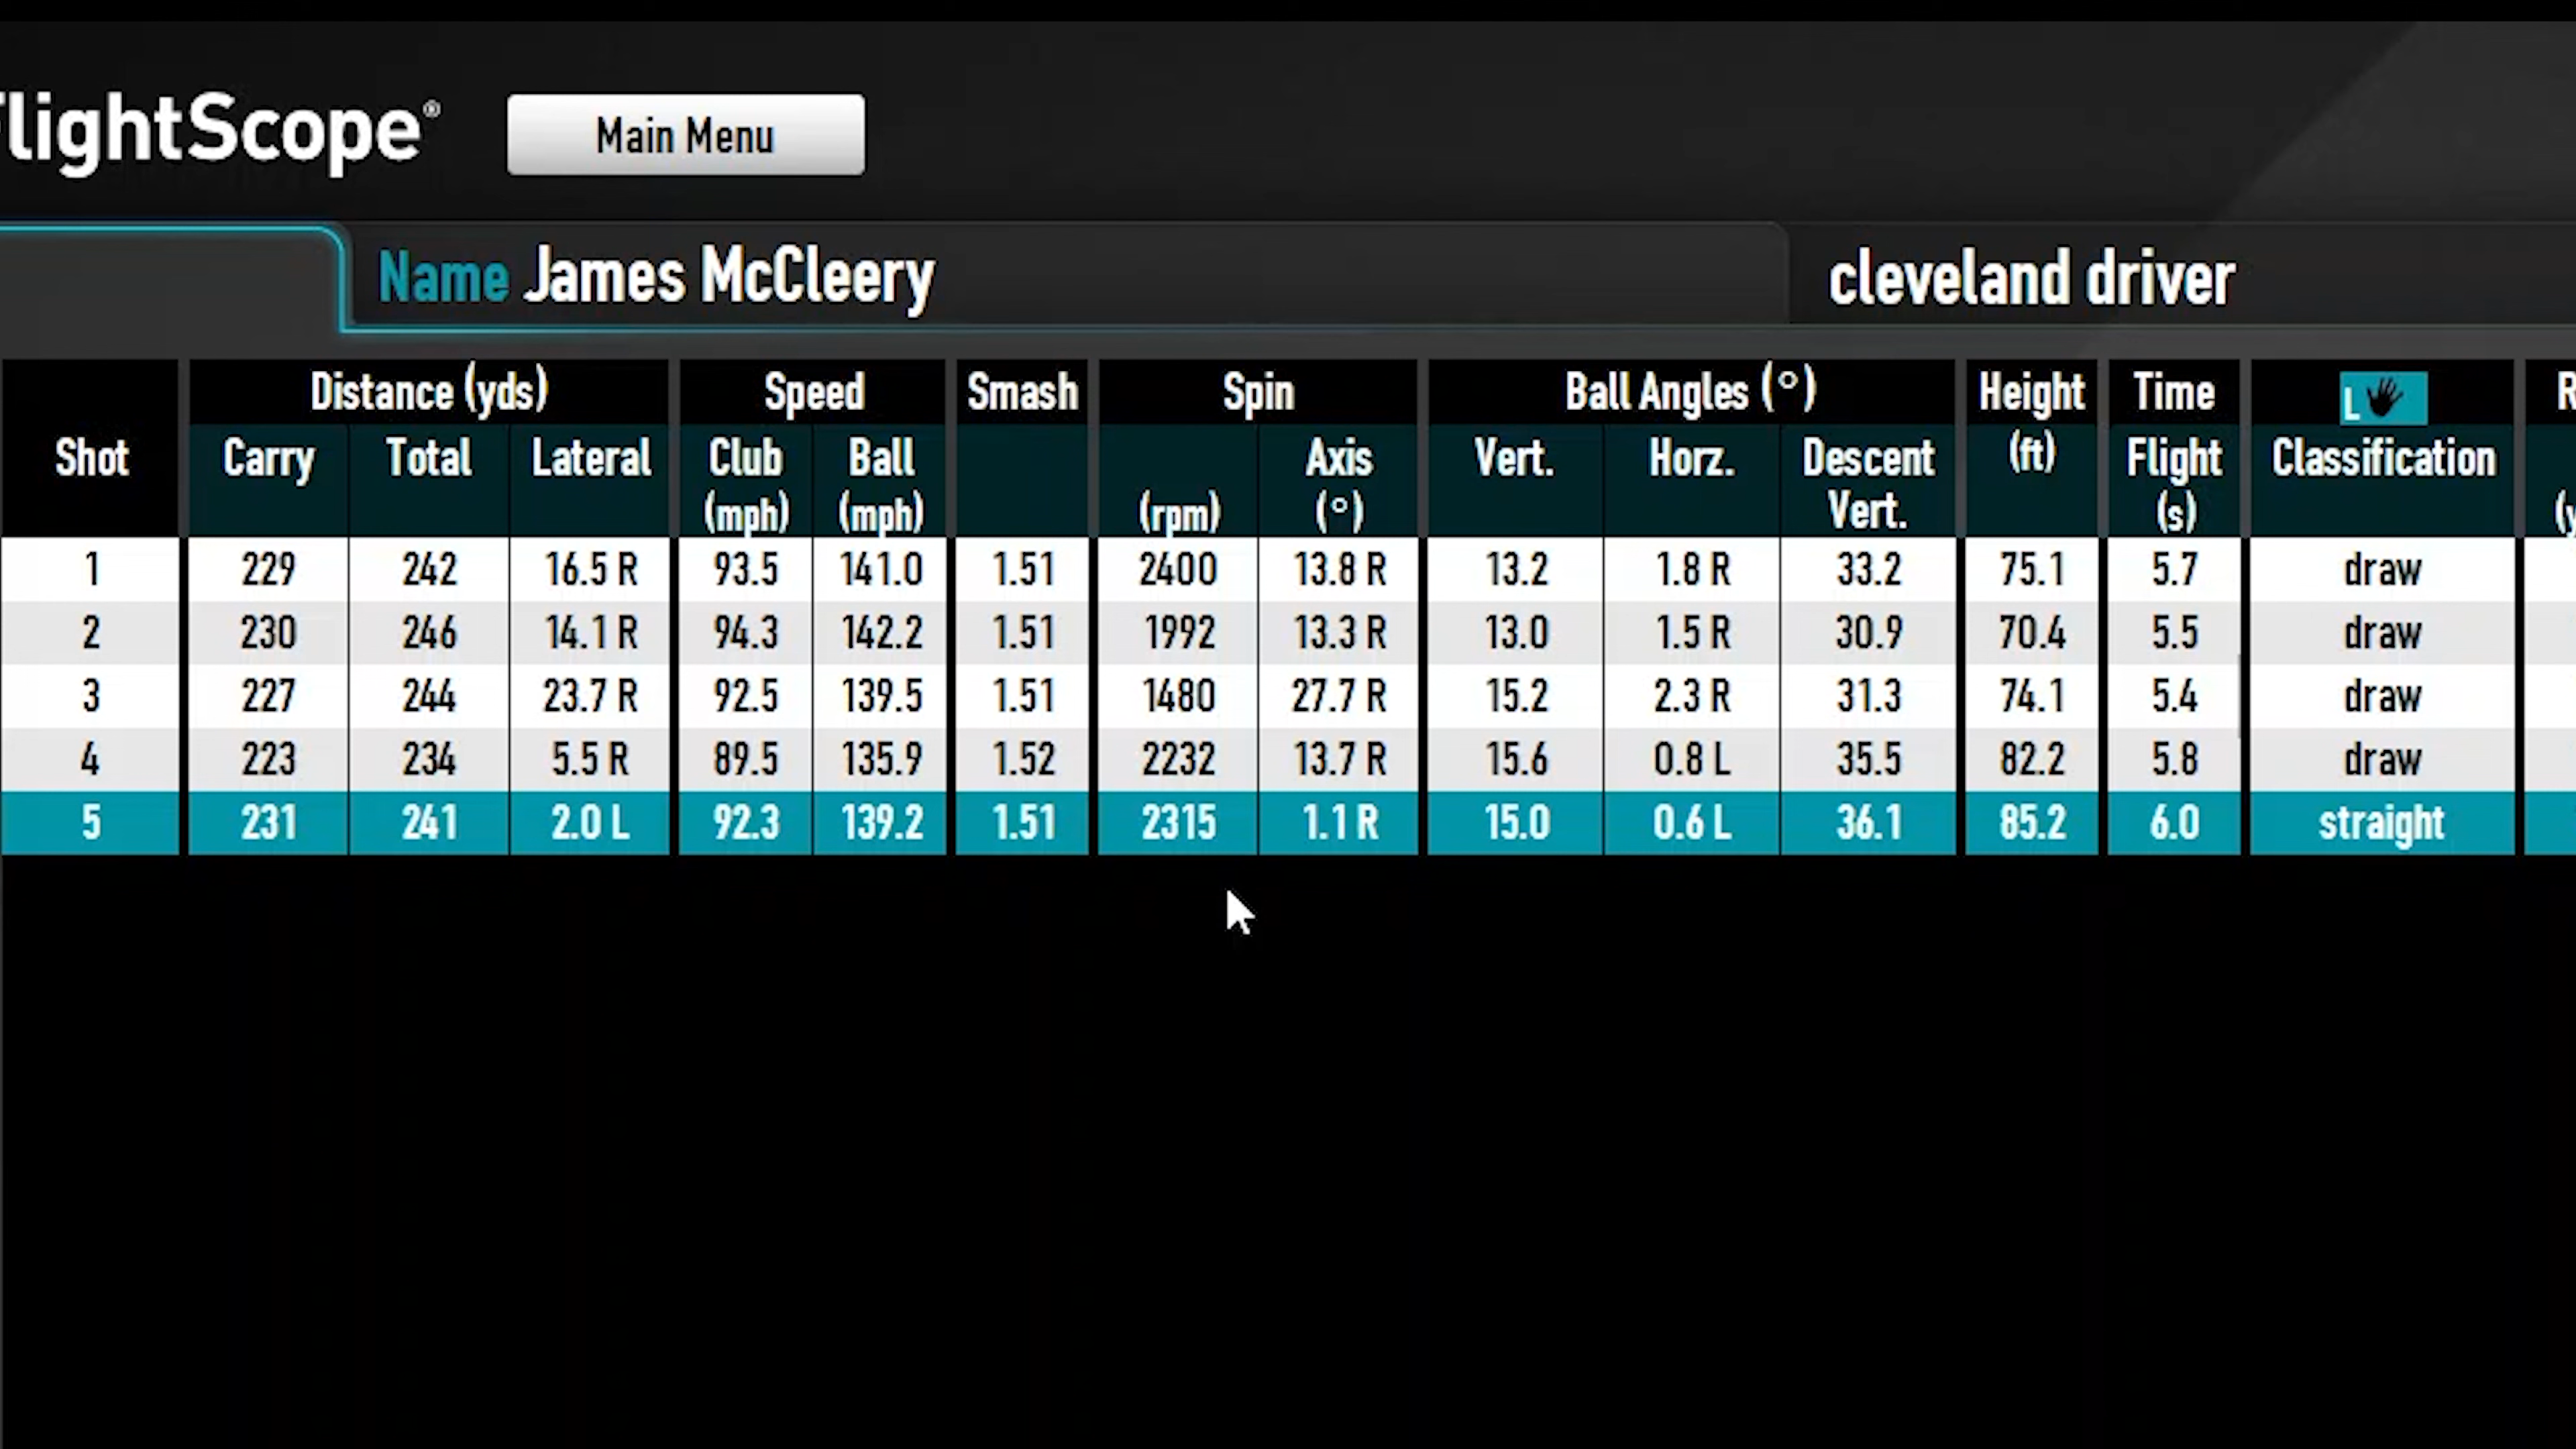 FlightScope®
Main Menu
Name James McCleery
cleveland driver
Distance (yds) Speed Smash Spin Ball Angles (°) Height Time L
Shot Carry Total Lateral Club Ball Axis Vert. Horz. Descent (ft) Flight Classification
(mph) (mph) (rpm) (°) Vert. (s)
1 229 242 16.5 R 93.5 141.0 1.51 2400 13.8 R 13.2 1.8 R 33.2 75.1 5.7 draw
2 230 246 14.1 R 94.3 142.2 1.51 1992 13.3 R 13.0 1.5 R 30.9 70.4 5.5 draw
3 227 244 23.7 R 92.5 139.5 1.51 1480 27.7 R 15.2 2.3 R 31.3 74.1 5.4 draw
4 223 234 5.5 R 89.5 135.9 1.52 2232 13.7 R 15.6 0.8 L 35.5 82.2 5.8 draw
5 231 241 2.0 L 92.3 139.2 1.51 2315 1.1 R 15.0 0.6 L 36.1 85.2 6.0 straight